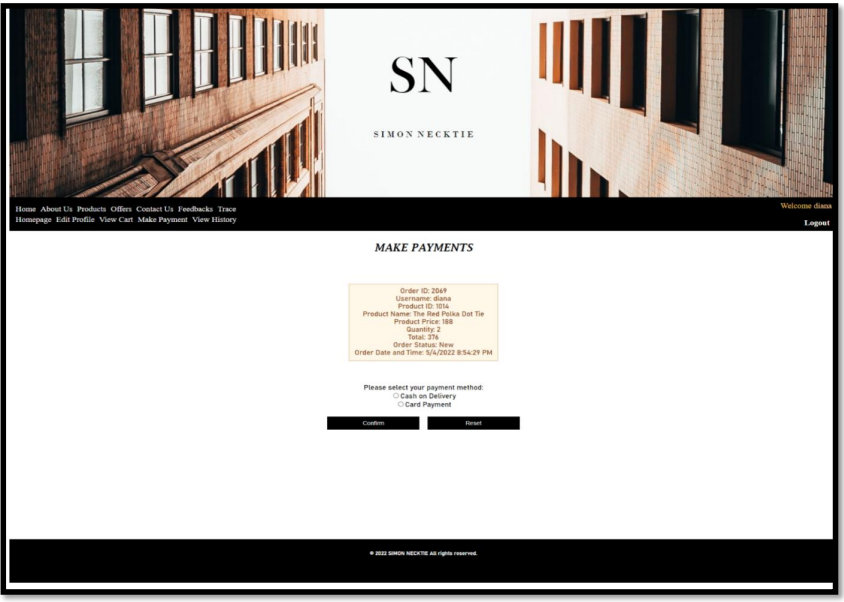 SN
SIMON NECKTIE
Home About Us Products Offers Contact Us Feedbacks Trace
Welcome diana
Homepage Edit Profile View Cart Make Payment View History
Logout
MAKE PAYMENTS
Order ID: 2069
Username: diana
Product ID: 1014
Product Name: The Red Polka Dot Tie
Product Price: 188
Quantity: 2
Total: 376
Order Status: New
Order Date and Time: 5/4/2022 8:54:29 PM
Please select your payment method:
Cash on Delivery
Card Payment
Confirm Reset
© 2022 SIMON NECKTIE All rights reserved.